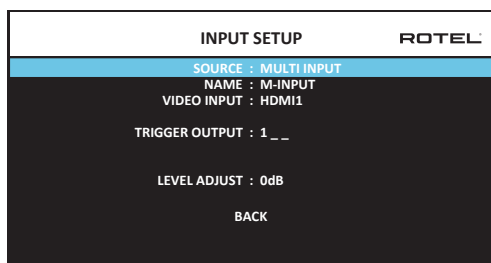 INPUT SETUP ROTEL
SOURCE : MULTI INPUT
NAME : M-INPUT
VIDEO INPUT : HDMI1
TRIGGER OUTPUT : 1 _ _
LEVEL ADJUST : 0dB
BACK